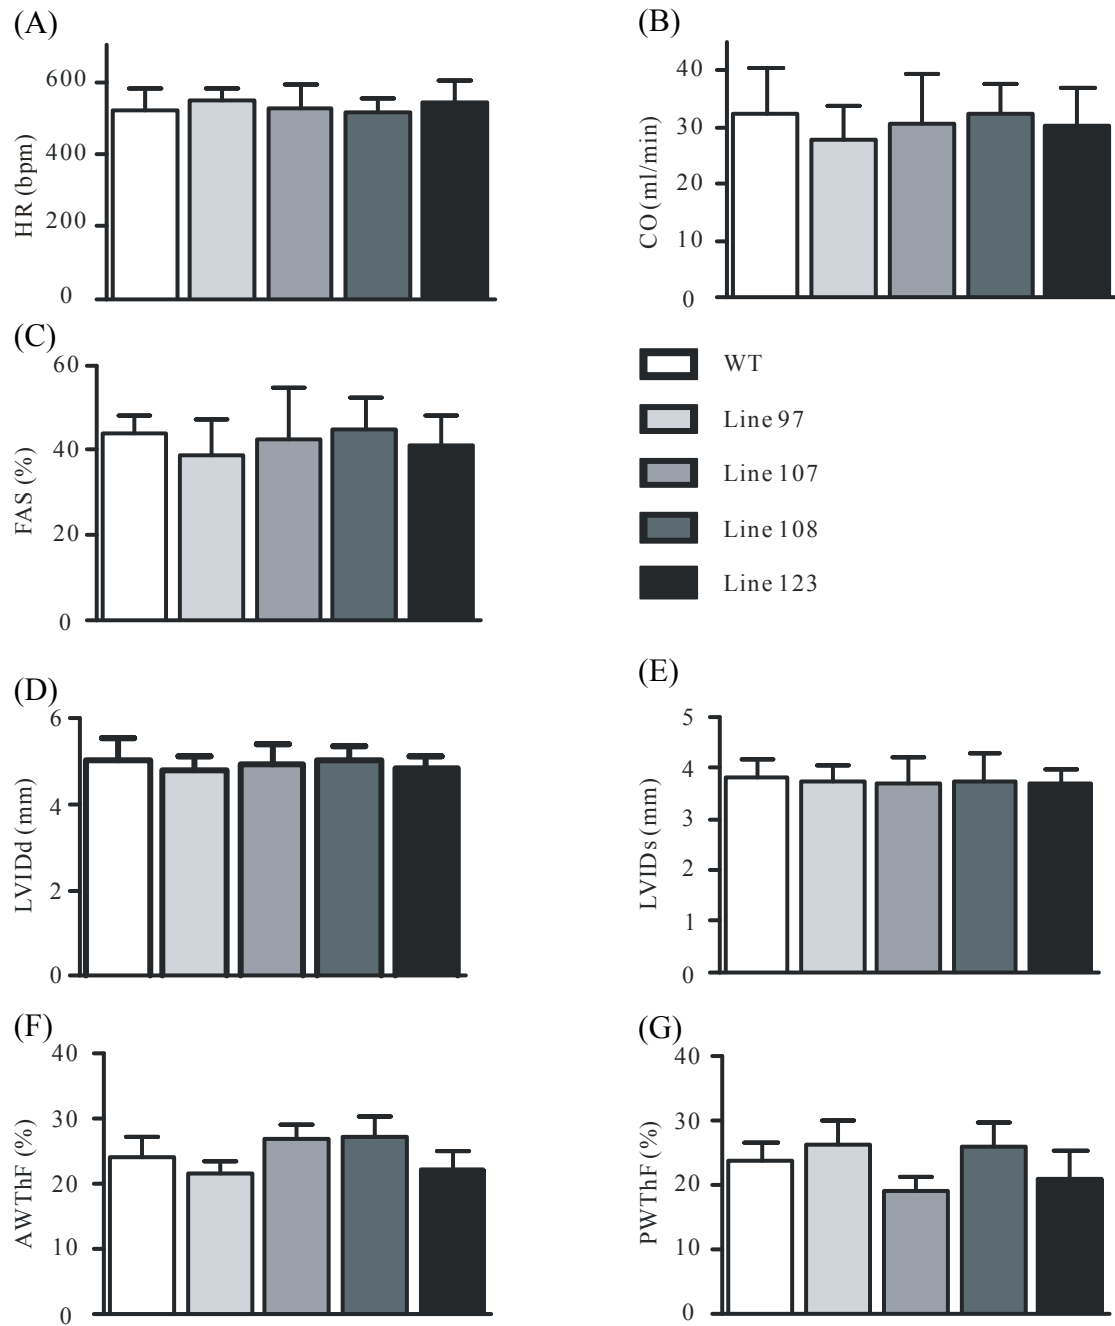 (A)
HR (bpm)
600
400
200
0
(B)
CO (ml/min)
40
30
20
10
0
(C)
FAS (%)
60
40
20
0
WT
Line 97
Line 107
Line 108
Line 123
(D)
LVIDd (mm)
6
4
2
0
(E)
LVIDs (mm)
5
4
3
2
1
0
(F)
AWThF (%)
40
30
20
10
0
(G)
PWThF (%)
40
30
20
10
0